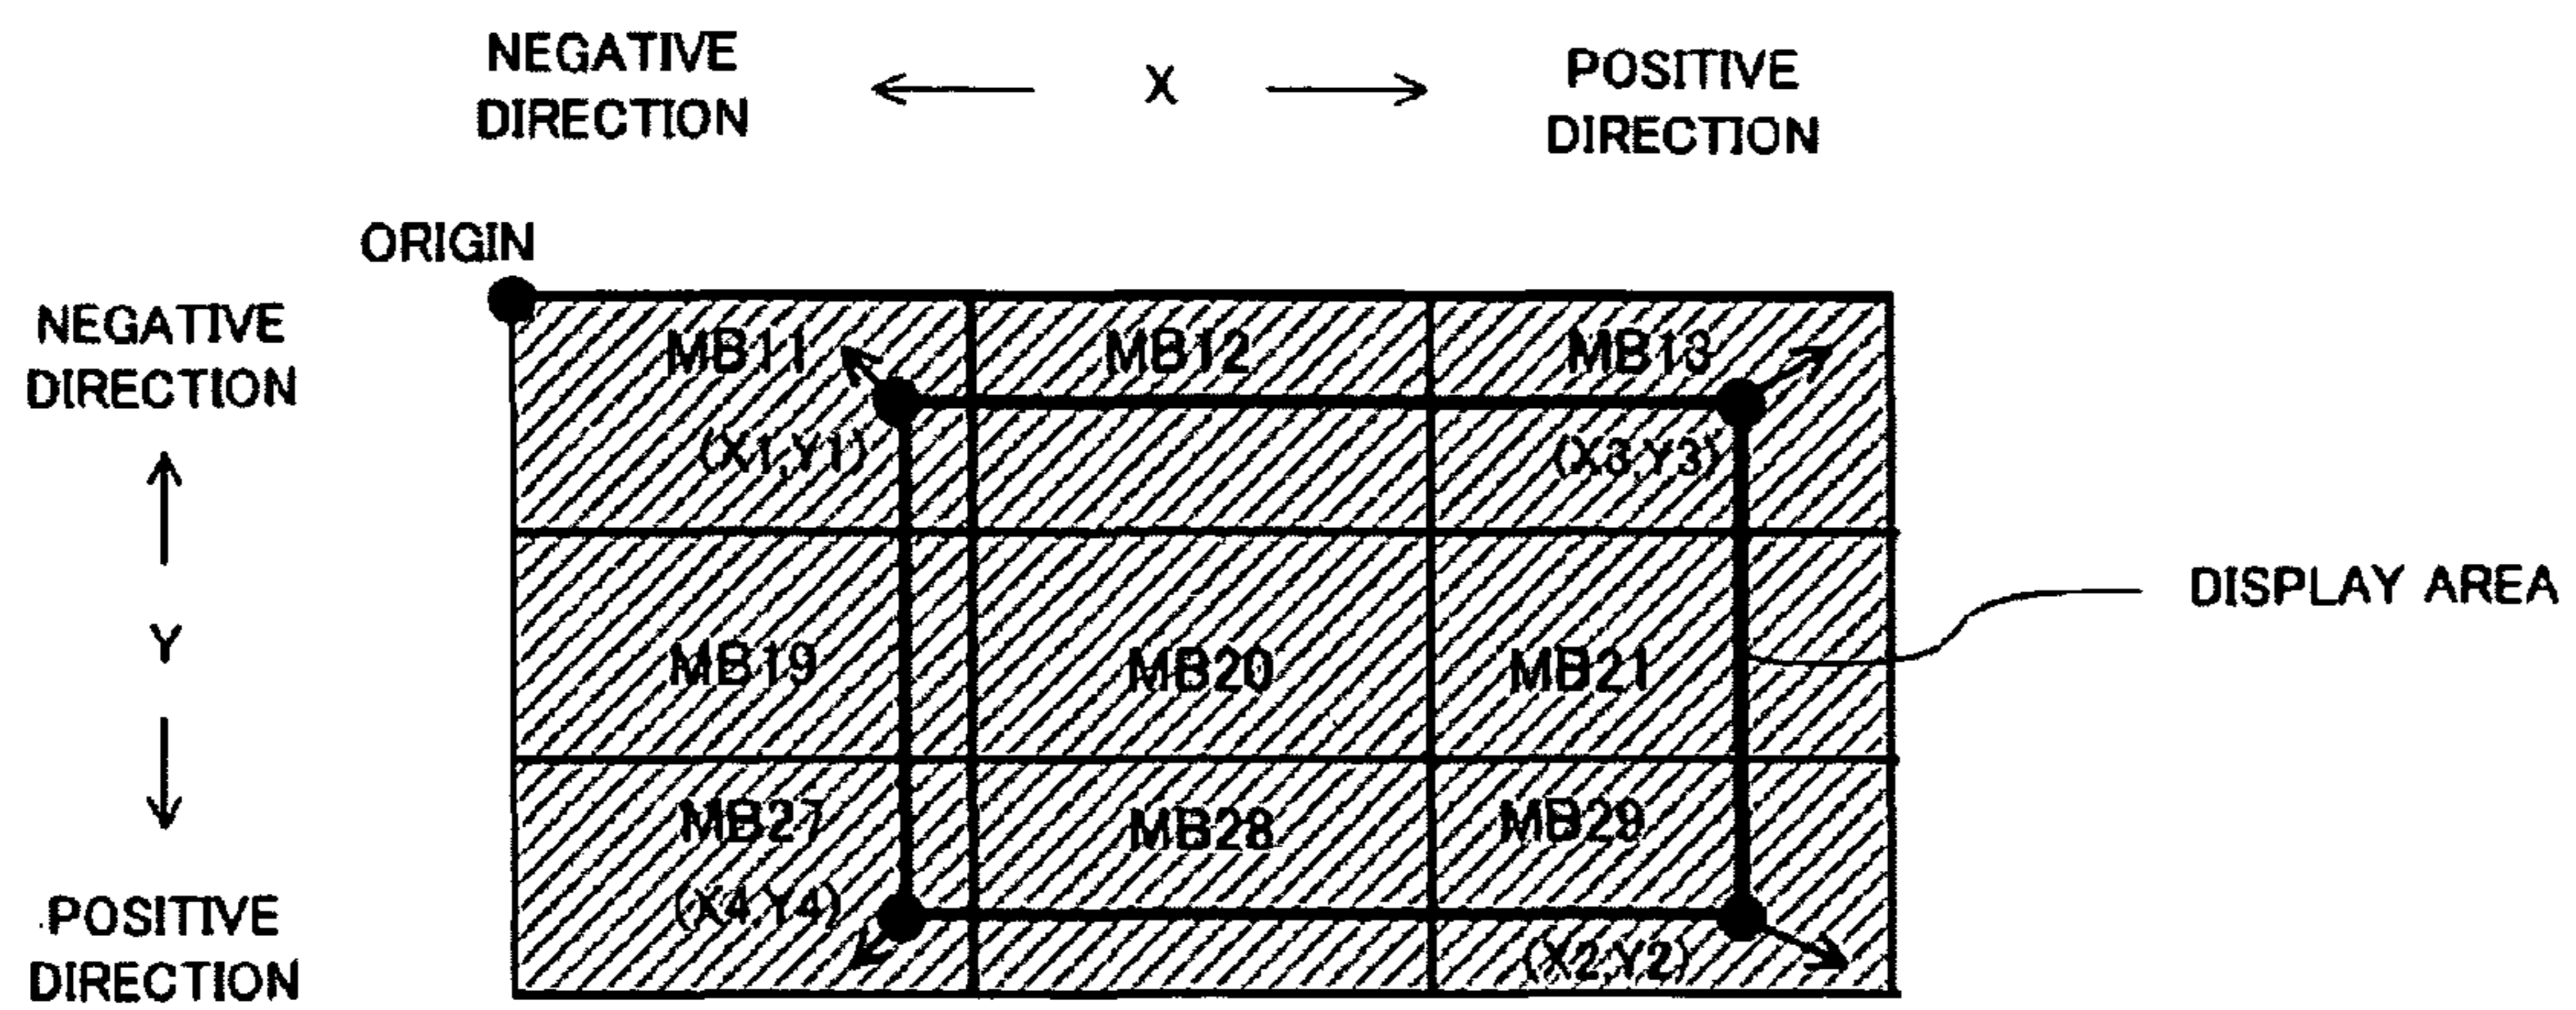 NEGATIVE
DIRECTION
X
POSITIVE
DIRECTION
ORIGIN
NEGATIVE
DIRECTION
Y
POSITIVE
DIRECTION
MB11
MB12
MB13
(X1,Y1)
(X3,Y3)
MB19
MB20
MB21
DISPLAY AREA
MB27
MB28
MB29
(X4,Y4)
(X2,Y2)